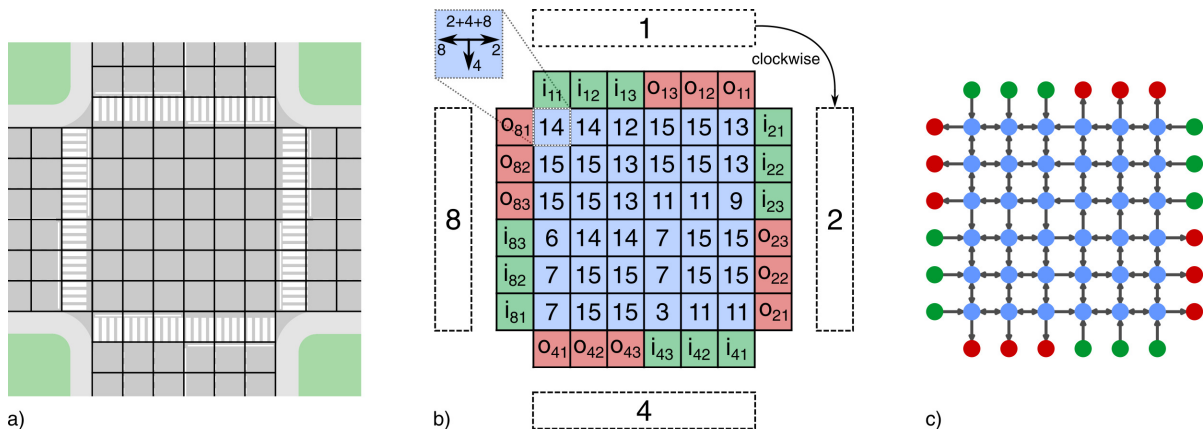 2+4+8
8 2
4
1
clockwise
i11 i12 i13 o13 o12 o11
o81 14 14 12 15 15 13 i21
o82 15 15 13 15 15 13 i22
8
o83 15 15 13 11 11 9 i23
2
i83 6 14 14 7 15 15 o23
i82 7 15 15 7 15 15 o22
i81 7 15 15 3 11 11 o21
o41 o42 o43 i43 i42 i41
4
a) b) c)